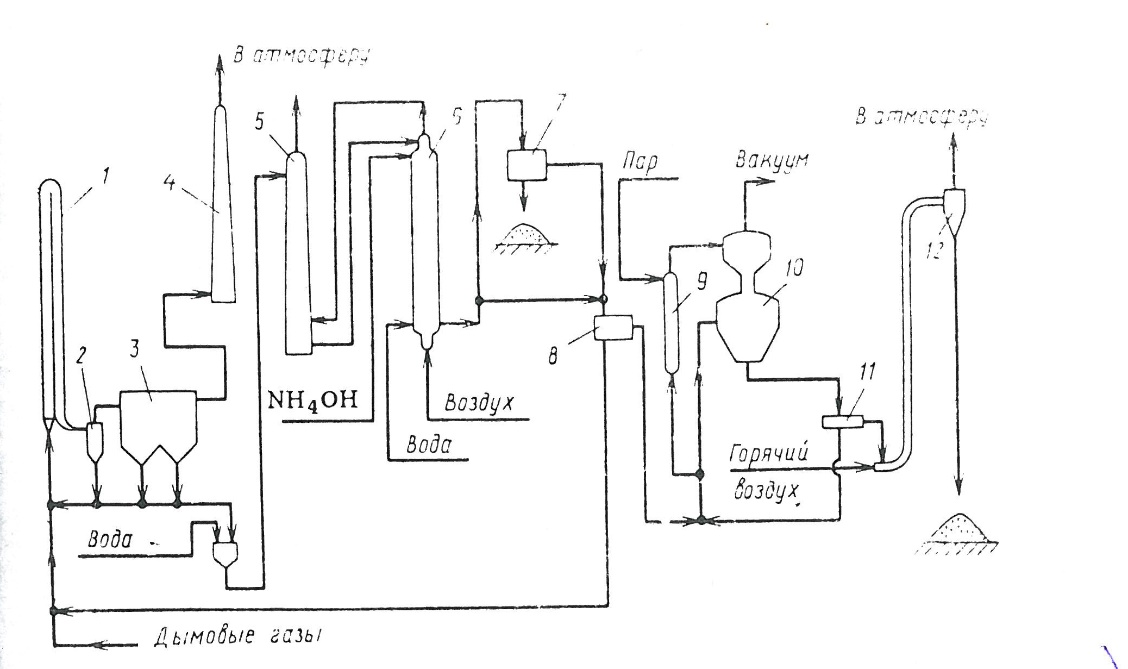 В атмосферу
5
6
7
В атмосферу
1
4
Пар
Вакуум
12
9
10
2
3
8
11
NH4OH
Воздух
Вода
Горячий
воздух
Вода
Дымовые газы